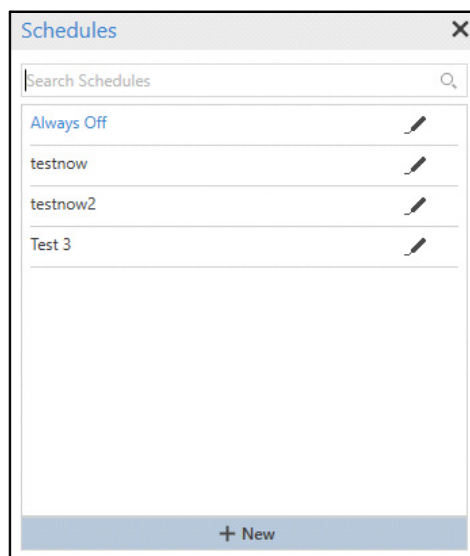 Schedules
Search Schedules
Always Off
testnow
testnow2
Test 3
+ New